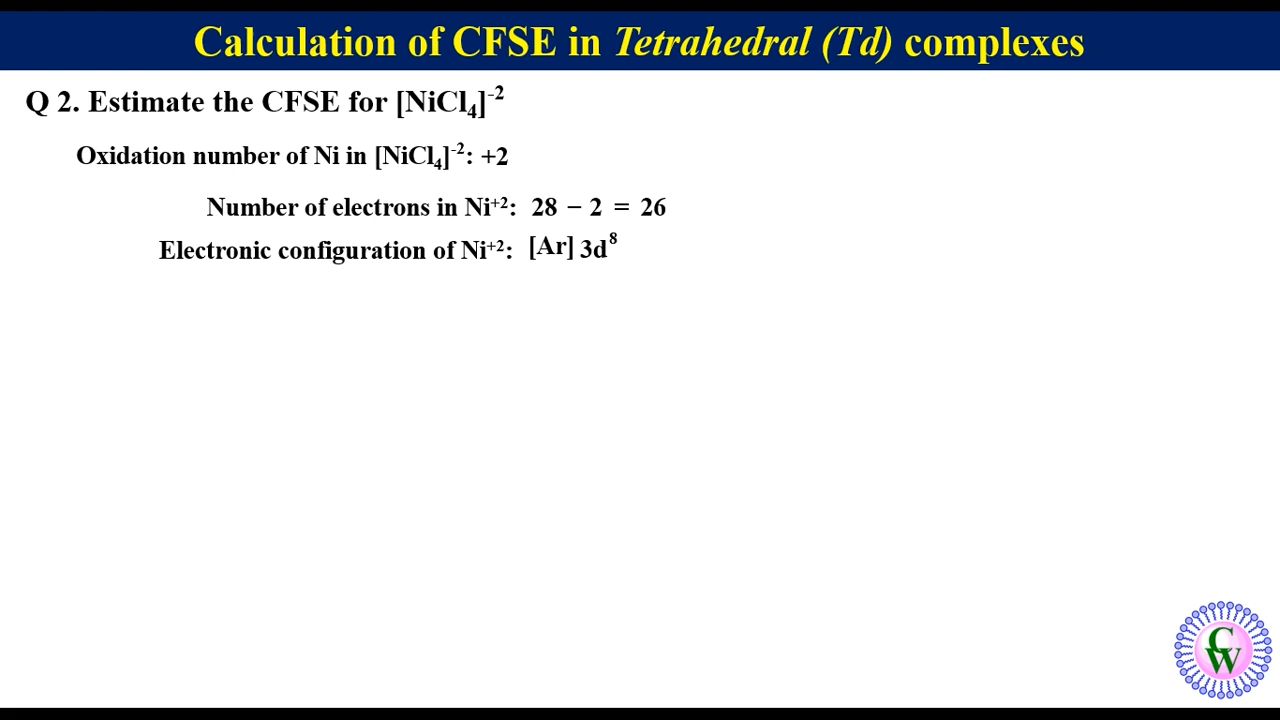 Calculation of CFSE in Tetrahedral (Td) complexes
Q 2. Estimate the CFSE for [NiCl₄]⁻²
Oxidation number of Ni in [NiCl₄]⁻²: +2
Number of electrons in Ni⁺²: 28 − 2 = 26
Electronic configuration of Ni⁺²: [Ar] 3d⁸
CW